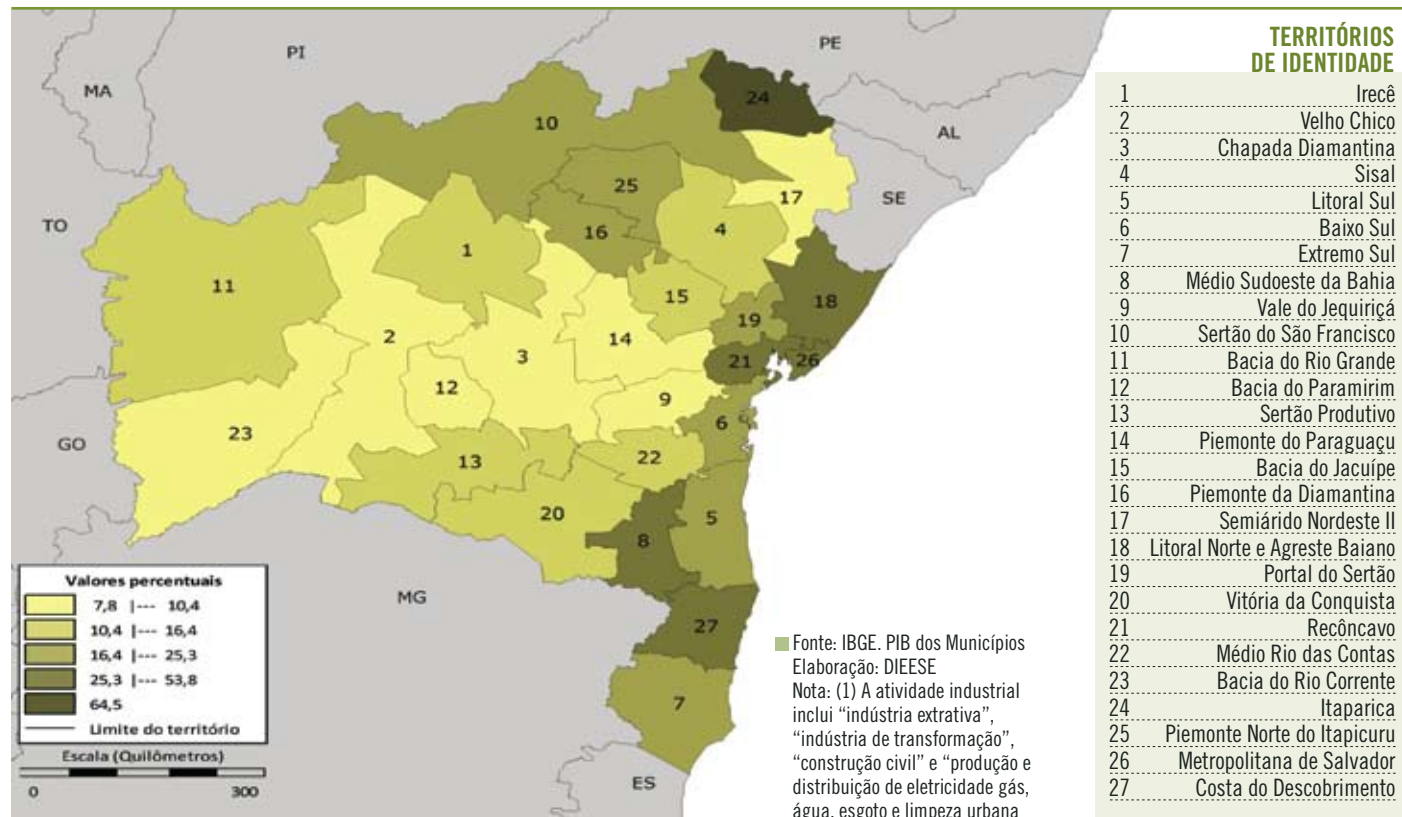 PI
PE
MA
24
10
AL
25
17
TO
SE
16
4
1
11
15
18
19
2
14
3
21
26
12
9
6
23
GO
13
22
20
5
8
MG
27
7
ES
Valores percentuais
7,8 |--- 10,4
10,4 |--- 16,4
16,4 |--- 25,3
25,3 |--- 53,8
64,5
Limite do território
Escala (Quilômetros)
0 300
Fonte: IBGE. PIB dos Municípios
Elaboração: DIEESE
Nota: (1) A atividade industrial
inclui “indústria extrativa”,
“indústria de transformação”,
“construção civil” e “produção e
distribuição de eletricidade gás,
água, esgoto e limpeza urbana
TERRITÓRIOS
DE IDENTIDADE
1 Irecê
2 Velho Chico
3 Chapada Diamantina
4 Sisal
5 Litoral Sul
6 Baixo Sul
7 Extremo Sul
8 Médio Sudoeste da Bahia
9 Vale do Jequiriçá
10 Sertão do São Francisco
11 Bacia do Rio Grande
12 Bacia do Paramirim
13 Sertão Produtivo
14 Piemonte do Paraguaçu
15 Bacia do Jacuípe
16 Piemonte da Diamantina
17 Semiárido Nordeste II
18 Litoral Norte e Agreste Baiano
19 Portal do Sertão
20 Vitória da Conquista
21 Recôncavo
22 Médio Rio das Contas
23 Bacia do Rio Corrente
24 Itaparica
25 Piemonte Norte do Itapicuru
26 Metropolitana de Salvador
27 Costa do Descobrimento